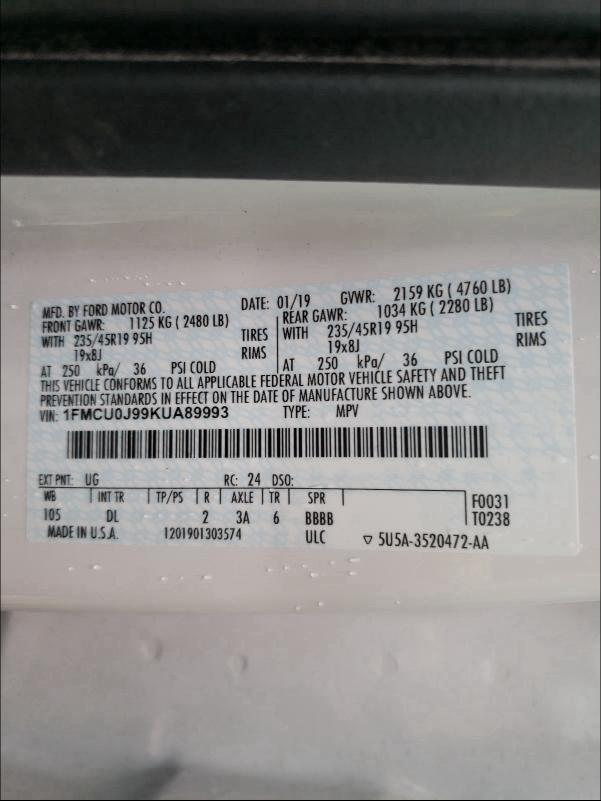 MFD. BY FORD MOTOR CO. DATE: 01/19 GVWR: 2159 KG ( 4760 LB)
FRONT GAWR: 1125 KG ( 2480 LB) REAR GAWR: 1034 KG ( 2280 LB)
WITH 235/45R19 95H TIRES WITH 235/45R19 95H TIRES
19x8J RIMS 19x8J RIMS
AT 250 kPa/ 36 PSI COLD AT 250 kPa/ 36 PSI COLD
THIS VEHICLE CONFORMS TO ALL APPLICABLE FEDERAL MOTOR VEHICLE SAFETY AND THEFT
PREVENTION STANDARDS IN EFFECT ON THE DATE OF MANUFACTURE SHOWN ABOVE.
VIN: 1FMCU0J99KUA89993 TYPE: MPV
EXT PNT: UG RC: 24 DSO:
WB INT TR TP/PS R AXLE TR SPR F0031
105 DL 2 3A 6 BBBB T0238
MADE IN U.S.A. 1201901303574 ULC ▽ 5U5A-3520472-AA